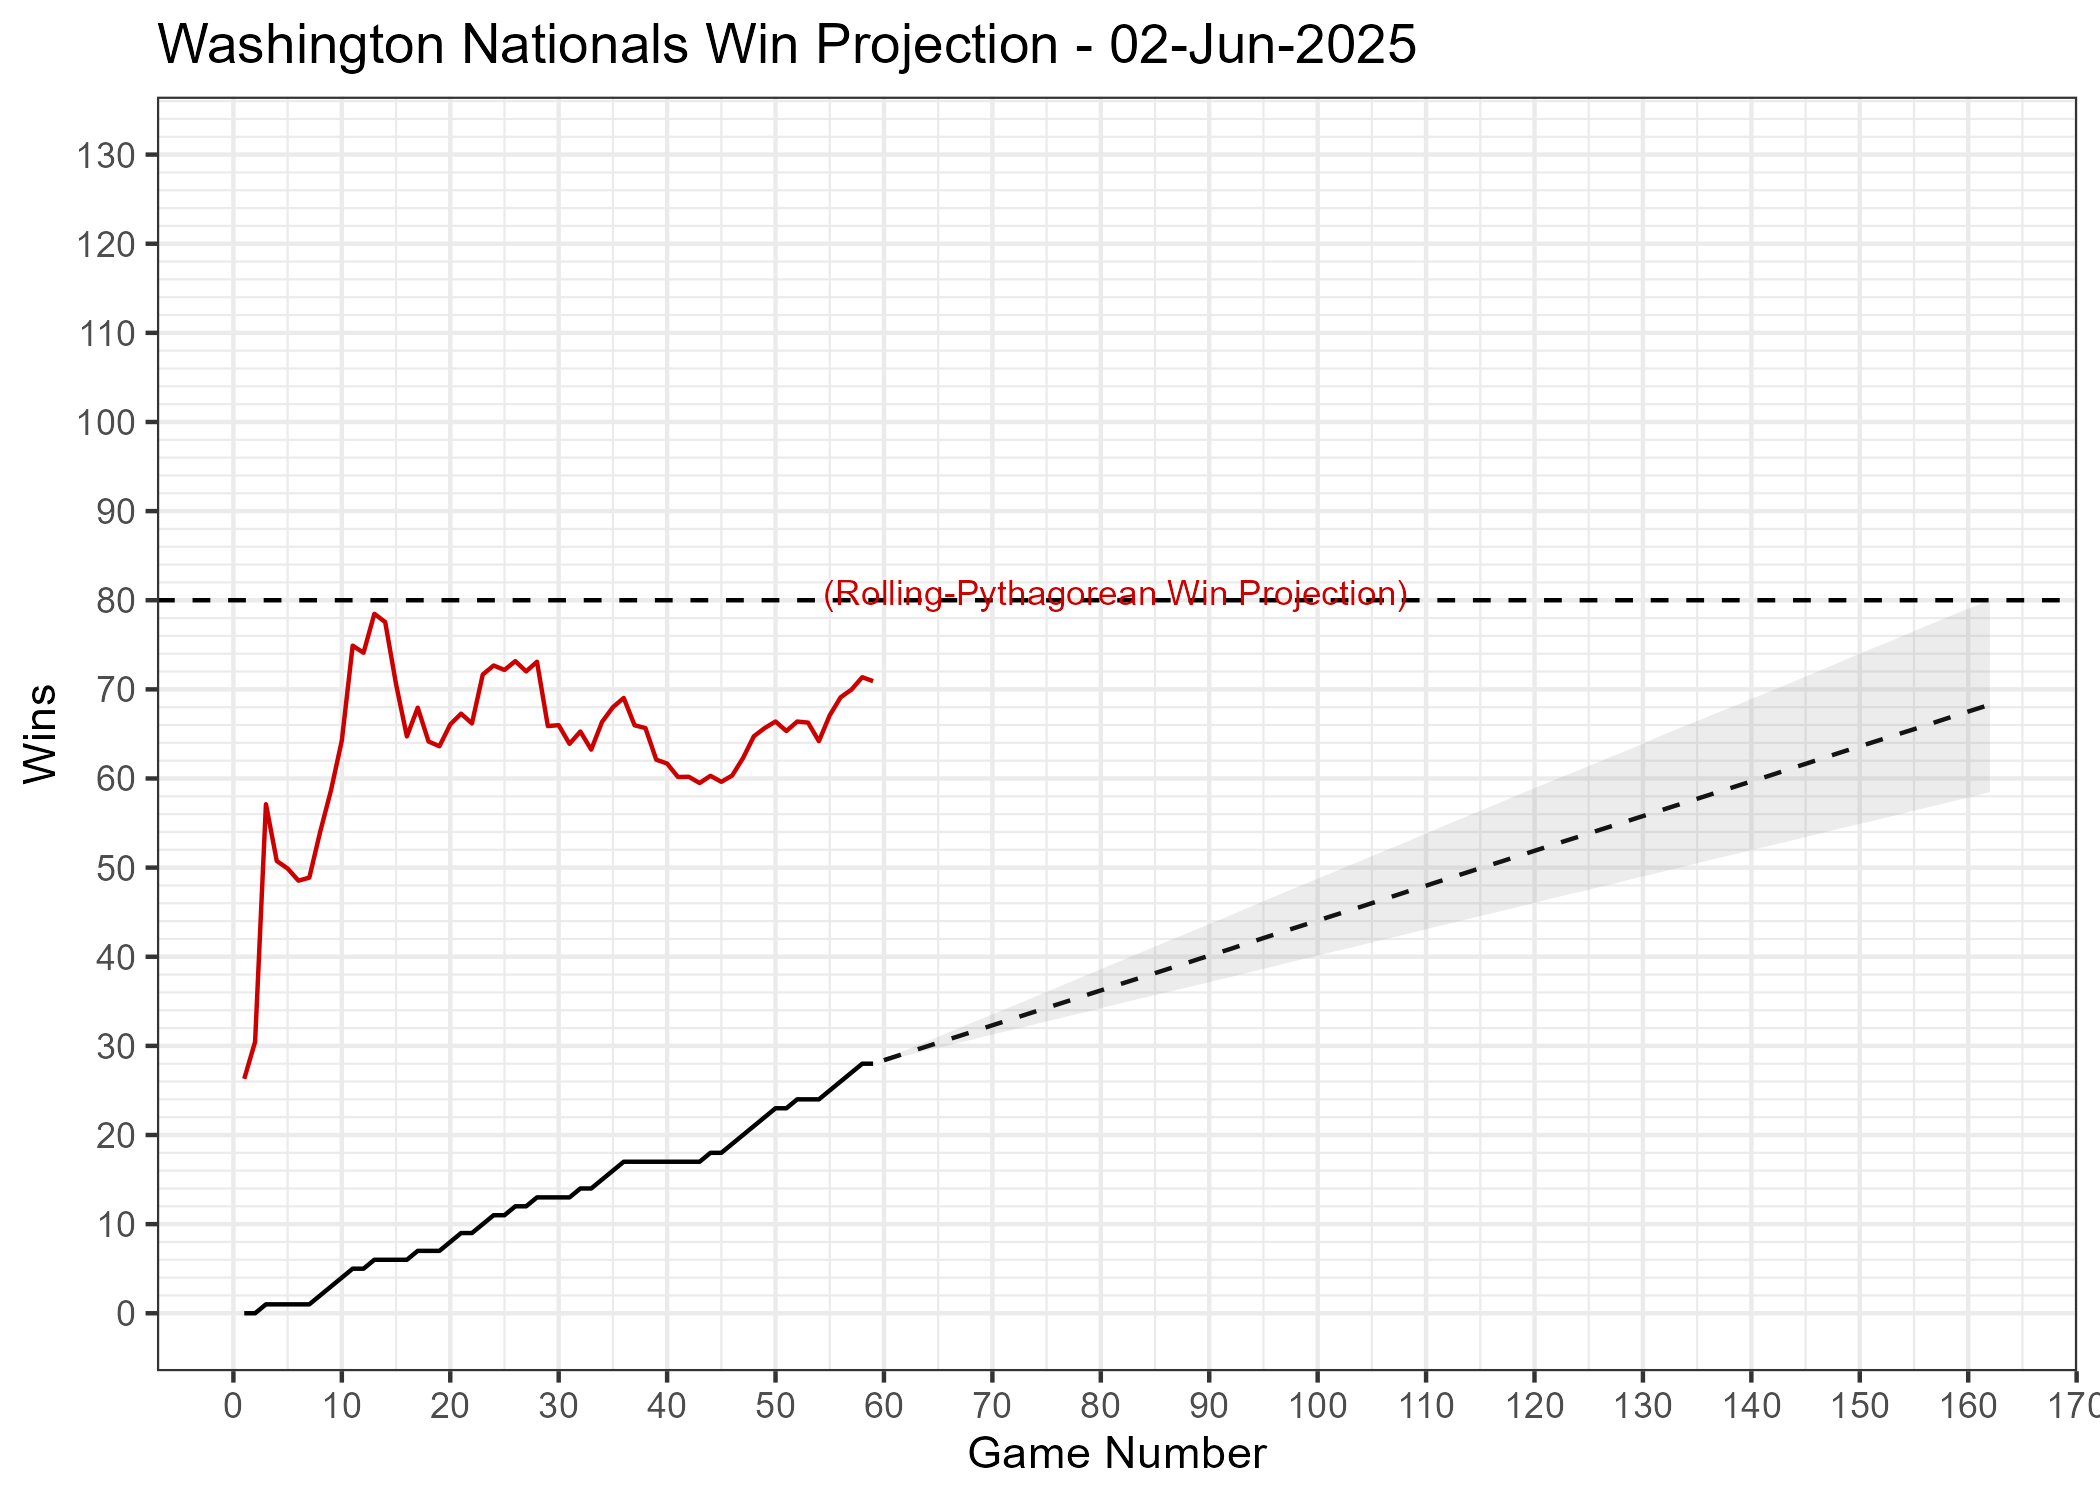 Washington Nationals Win Projection - 02-Jun-2025
130
120
110
100
90
80
70
60
50
40
30
20
10
0
Wins
(Rolling-Pythagorean Win Projection)
0 10 20 30 40 50 60 70 80 90 100 110 120 130 140 150 160 170
Game Number